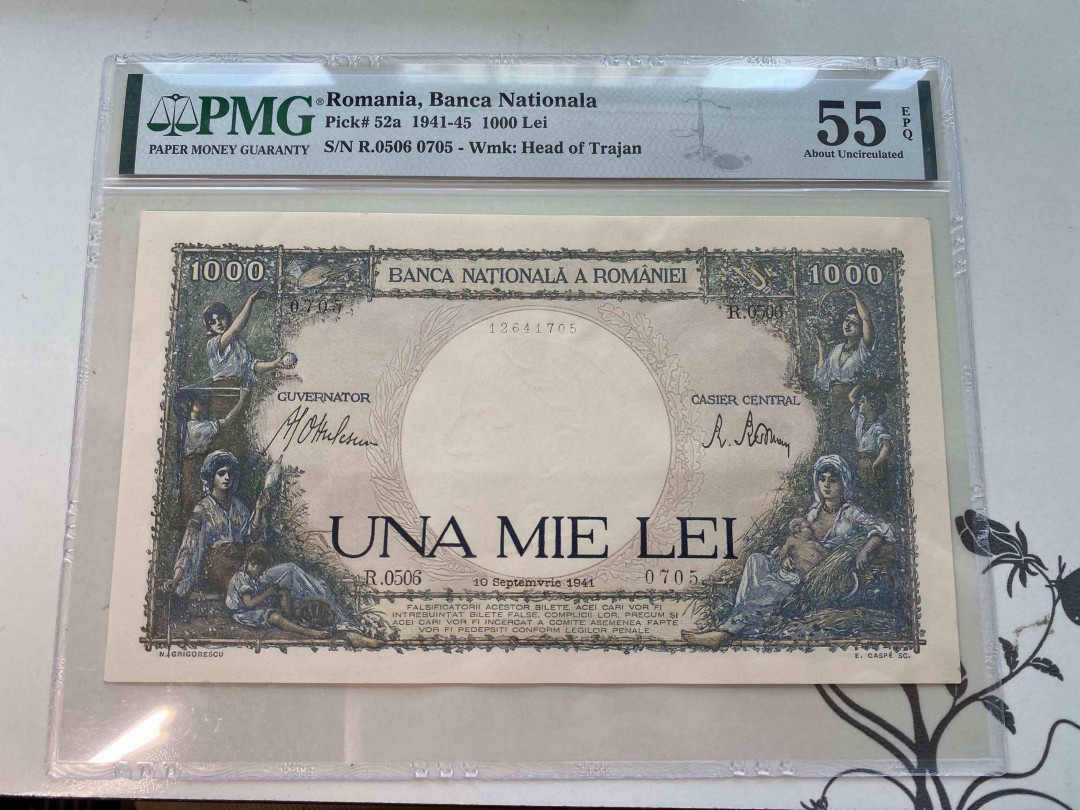 PMG®
PAPER MONEY GUARANTY
Romania, Banca Nationala
Pick# 52a 1941-45 1000 Lei
S/N R.0506 0705 - Wmk: Head of Trajan
55
EPQ
About Uncirculated
1000
BANCA NAȚIONALĂ A ROMÂNIEI
1000
0705
R.0506
12641705
GUVERNATOR
CASIER CENTRAL
UNA MIE LEI
R.0506
10 Septemvrie 1941
0705
FALSIFICATORII ACESTOR BILETE, ACEI CARI VOR FI
INTREBUINȚAT BILETE FALSE, COMPLICII LOR, PRECUM ȘI
ACEI CARI VOR FI INCERCAT A COMITE ASEMENEA FAPTE
VOR FI PEDEPSIȚI CONFORM LEGILOR PENALE
N. GRIGORESCU
E. GASPÉ SC.